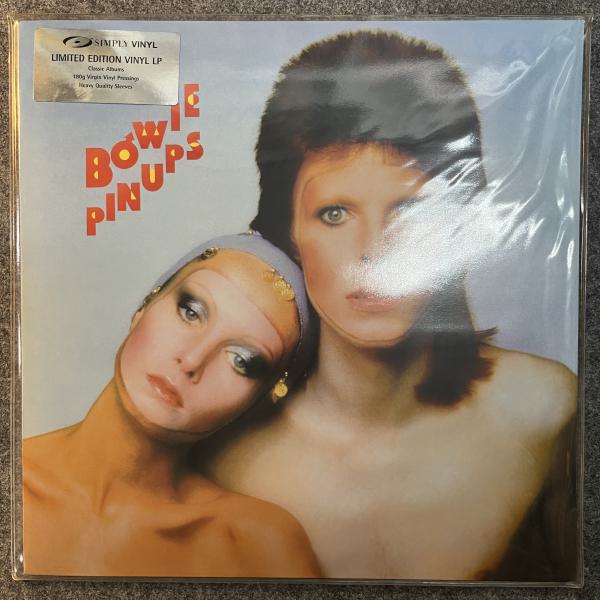 SIMPLY VINYL
LIMITED EDITION VINYL LP
Classic Albums
180g Virgin Vinyl Pressings
Heavy Quality Sleeves
BOWIE
PINUPS